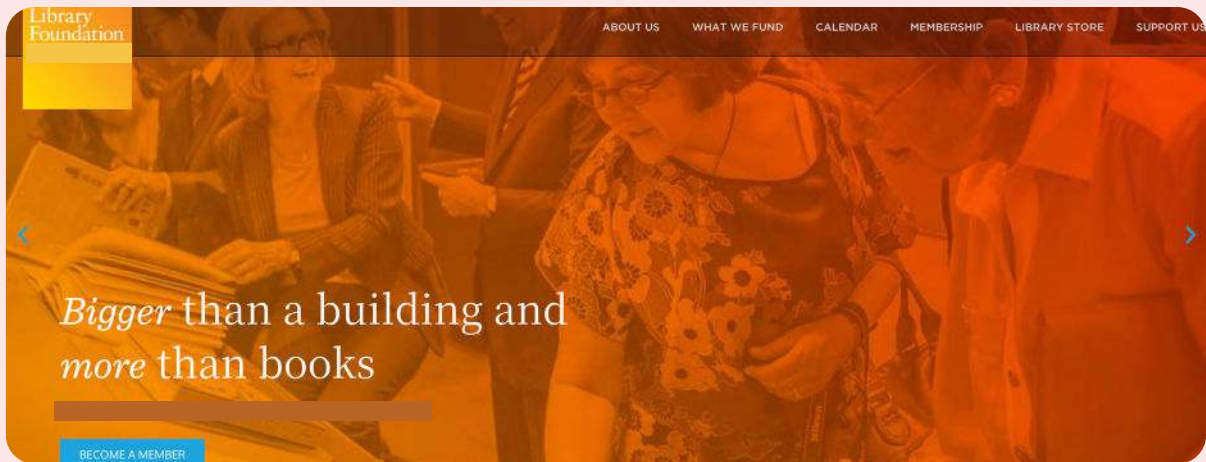 Library
Foundation
ABOUT US WHAT WE FUND CALENDAR MEMBERSHIP LIBRARY STORE SUPPORT US
Bigger than a building and
more than books
BECOME A MEMBER